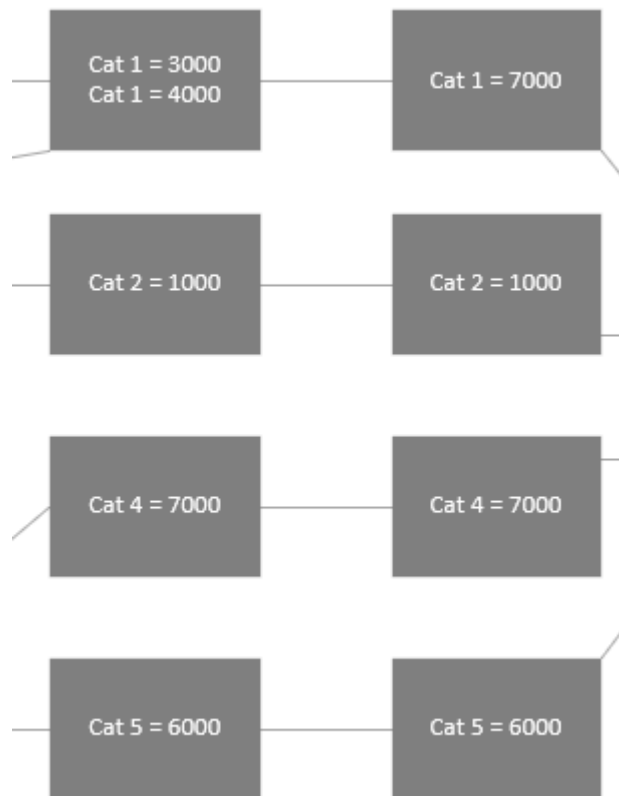 Cat 1 = 3000
Cat 1 = 4000
Cat 1 = 7000
Cat 2 = 1000
Cat 2 = 1000
Cat 4 = 7000
Cat 4 = 7000
Cat 5 = 6000
Cat 5 = 6000